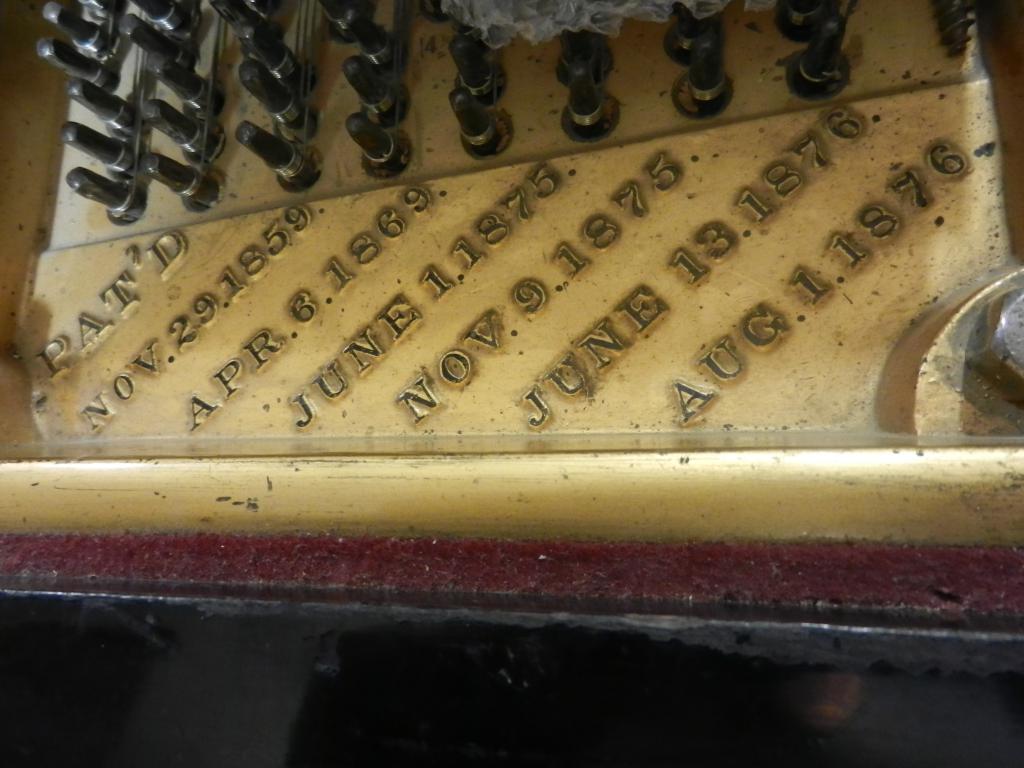 PAT'D
NOV.29.1859.
APR.6.1869.
JUNE 1.1875.
NOV.9.1875.
JUNE 13.1876.
AUG.1.1876
14